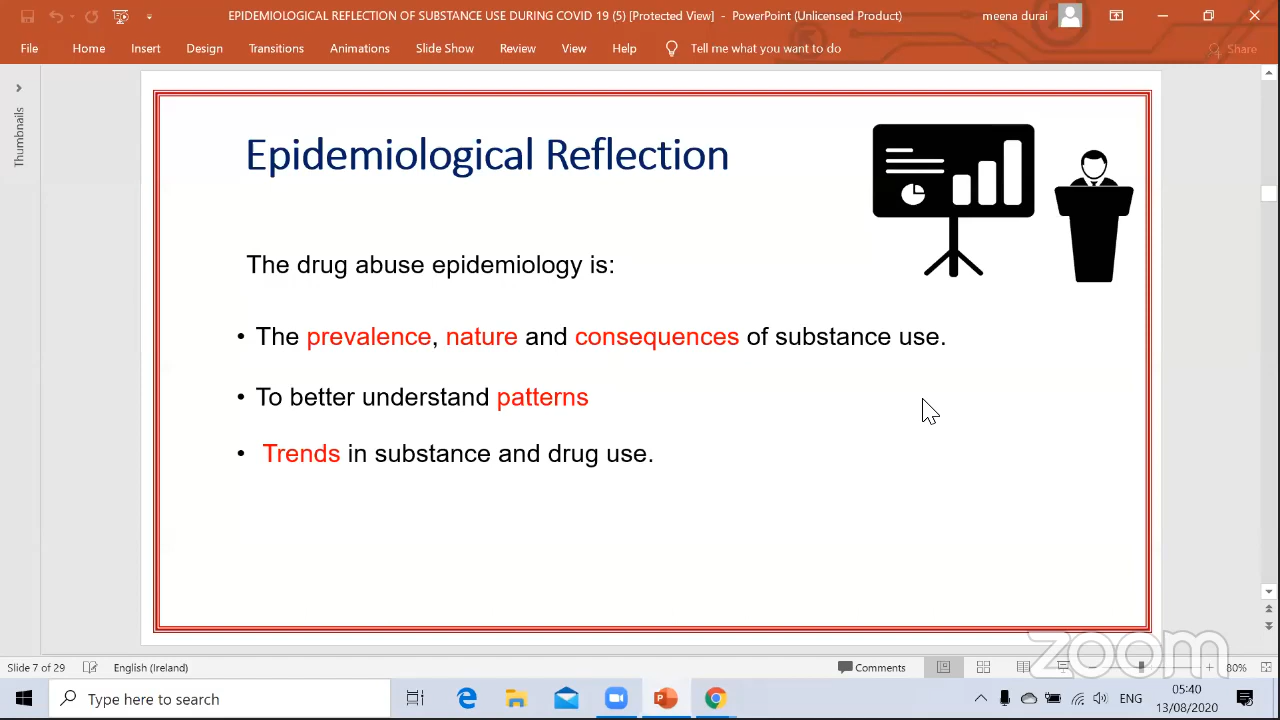 EPIDEMIOLOGICAL REFLECTION OF SUBSTANCE USE DURING COVID 19 (5) [Protected View] - PowerPoint (Unlicensed Product)
meena durai
File Home Insert Design Transitions Animations Slide Show Review View Help Tell me what you want to do Share
Thumbnails
Epidemiological Reflection
The drug abuse epidemiology is:
• The prevalence, nature and consequences of substance use.
• To better understand patterns
• Trends in substance and drug use.
zoom
Slide 7 of 29 English (Ireland) Comments 80%
Type here to search
ENG
05:40
13/08/2020